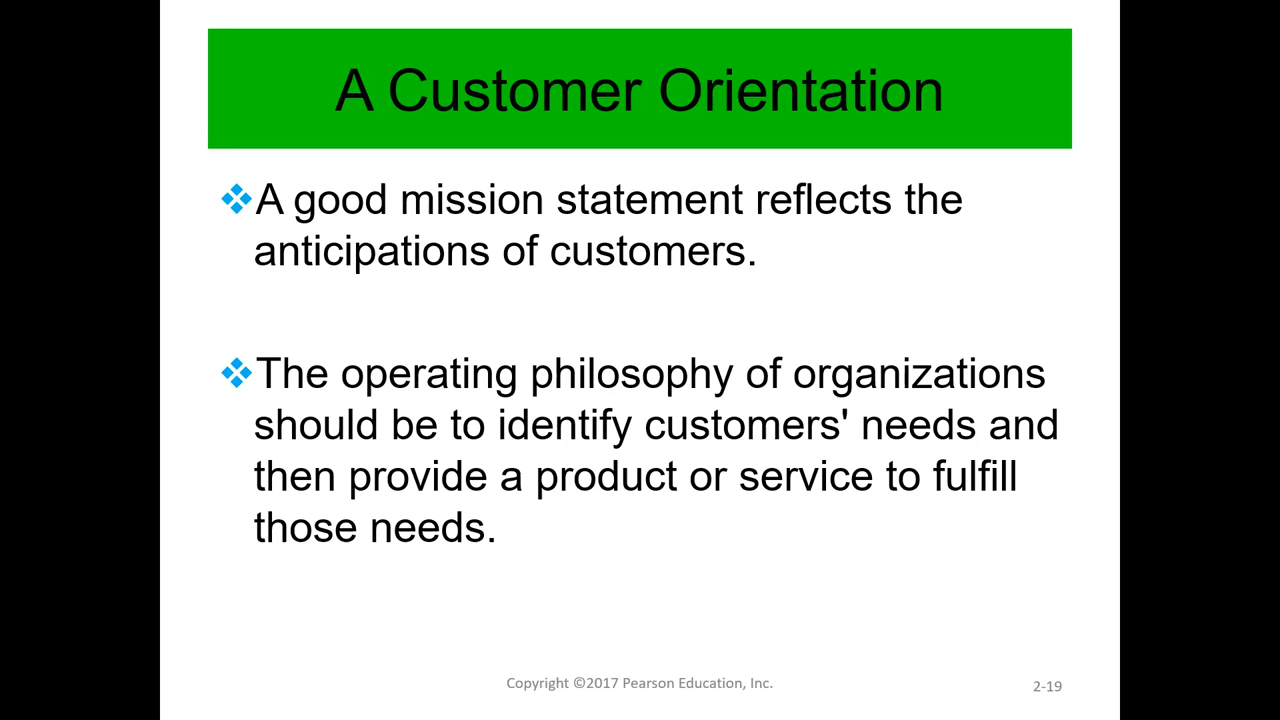 A Customer Orientation
❖A good mission statement reflects the
anticipations of customers.
❖The operating philosophy of organizations
should be to identify customers' needs and
then provide a product or service to fulfill
those needs.
Copyright ©2017 Pearson Education, Inc.
2-19